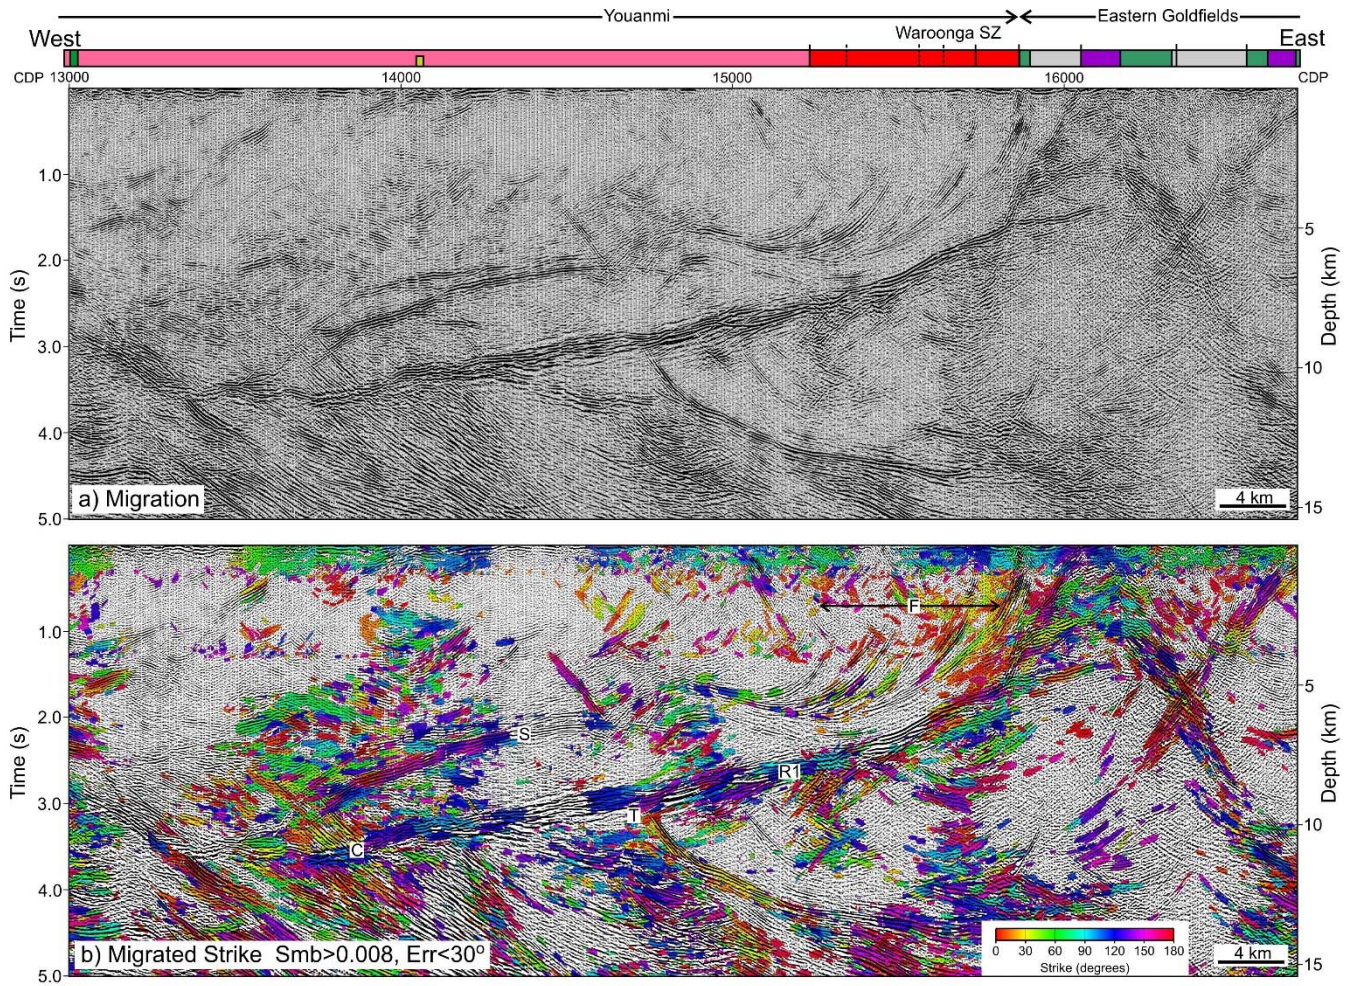 Youanmi
Eastern Goldfields
West
Waroonga SZ
East
CDP
13000
14000
15000
16000
CDP
1.0
2.0
3.0
4.0
5.0
Time (s)
5
10
15
Depth (km)
a) Migration
4 km
F
S
R1
T
C
1.0
2.0
3.0
4.0
5.0
Time (s)
5
10
15
Depth (km)
b) Migrated Strike Smb>0.008, Err<30°
0 30 60 90 120 150 180
Strike (degrees)
4 km